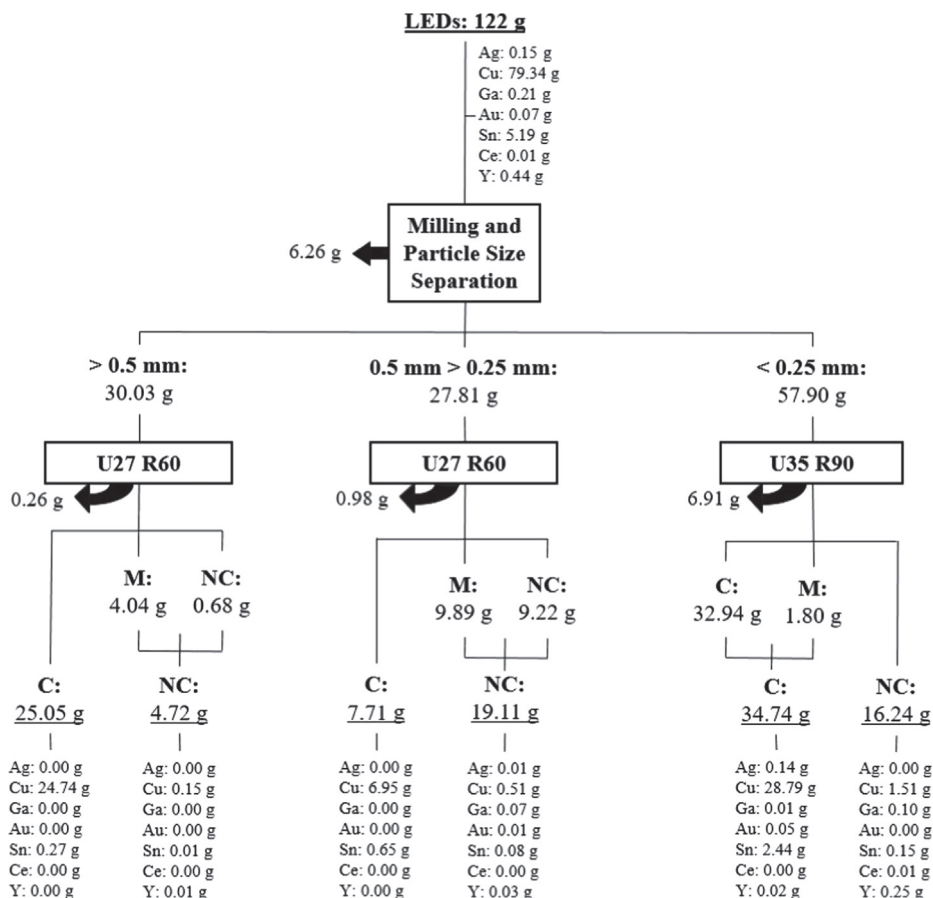 LEDs: 122 g
Ag: 0.15 g
Cu: 79.34 g
Ga: 0.21 g
Au: 0.07 g
Sn: 5.19 g
Ce: 0.01 g
Y: 0.44 g
Milling and
Particle Size
Separation
6.26 g
> 0.5 mm:
30.03 g
0.5 mm > 0.25 mm:
27.81 g
< 0.25 mm:
57.90 g
U27 R60
0.26 g
U27 R60
0.98 g
U35 R90
6.91 g
M:
4.04 g
NC:
0.68 g
M:
9.89 g
NC:
9.22 g
C:
32.94 g
M:
1.80 g
C:
25.05 g
NC:
4.72 g
C:
7.71 g
NC:
19.11 g
C:
34.74 g
NC:
16.24 g
Ag: 0.00 g
Cu: 24.74 g
Ga: 0.00 g
Au: 0.00 g
Sn: 0.27 g
Ce: 0.00 g
Y: 0.00 g
Ag: 0.00 g
Cu: 0.15 g
Ga: 0.00 g
Au: 0.00 g
Sn: 0.01 g
Ce: 0.00 g
Y: 0.01 g
Ag: 0.00 g
Cu: 6.95 g
Ga: 0.00 g
Au: 0.00 g
Sn: 0.65 g
Ce: 0.00 g
Y: 0.00 g
Ag: 0.01 g
Cu: 0.51 g
Ga: 0.07 g
Au: 0.01 g
Sn: 0.08 g
Ce: 0.00 g
Y: 0.03 g
Ag: 0.14 g
Cu: 28.79 g
Ga: 0.01 g
Au: 0.05 g
Sn: 2.44 g
Ce: 0.00 g
Y: 0.02 g
Ag: 0.00 g
Cu: 1.51 g
Ga: 0.10 g
Au: 0.00 g
Sn: 0.15 g
Ce: 0.01 g
Y: 0.25 g